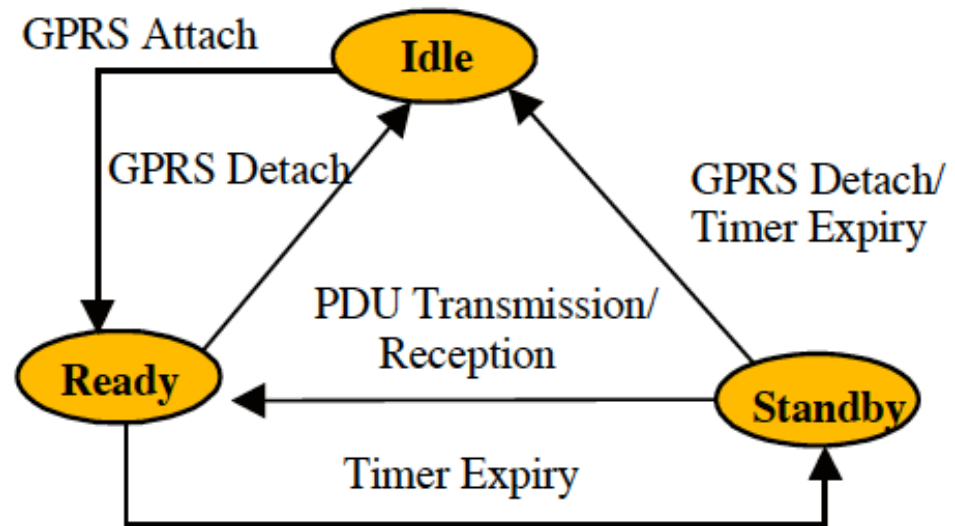 GPRS Attach
Idle
GPRS Detach
GPRS Detach/
Timer Expiry
PDU Transmission/
Reception
Ready
Standby
Timer Expiry